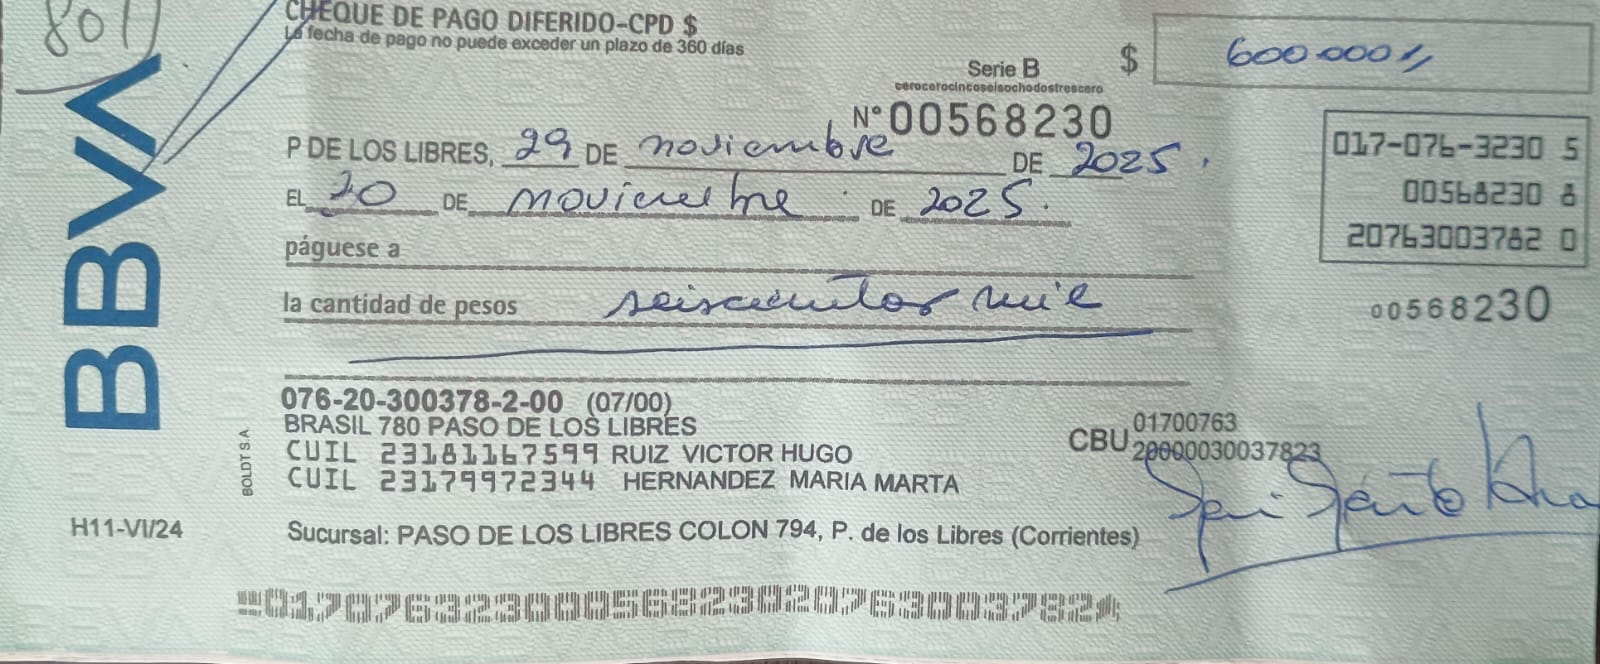 801
BBVA
CHEQUE DE PAGO DIFERIDO-CPD $
La fecha de pago no puede exceder un plazo de 360 días
$ 600.000
Serie B
cerocerocincoseisochodostrescero
N° 00568230
P DE LOS LIBRES, 29 DE noviembre DE 2025.
EL 30 DE noviembre DE 2025.
páguese a
la cantidad de pesos seiscientos mil
017-076-3230 5
00568230 8
20763003782 0
00568230
076-20-300378-2-00 (07/00)
BRASIL 780 PASO DE LOS LIBRES
CUIL 23181167599 RUIZ VICTOR HUGO
CUIL 23179972344 HERNANDEZ MARIA MARTA
CBU 01700763
20000030037823
BOLDT S.A.
H11-VI/24
Sucursal: PASO DE LOS LIBRES COLON 794, P. de los Libres (Corrientes)
01707632300056823020763003782